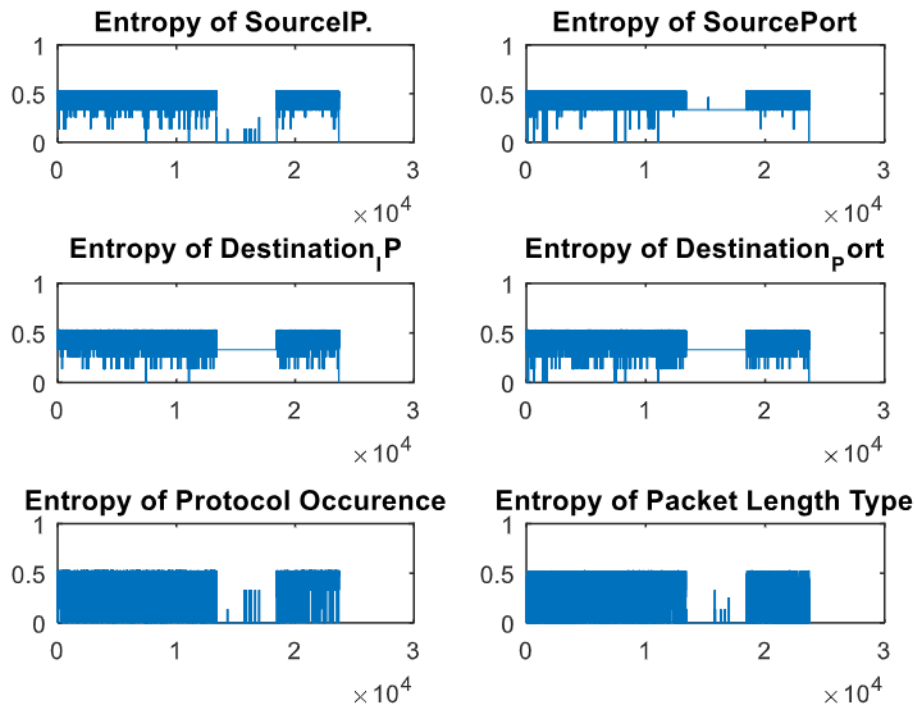 Entropy of SourceIP.
Entropy of SourcePort
1
0.5
0
0 1 2 3
×10^4
1
0.5
0
0 1 2 3
×10^4
Entropy of Destination_IP
Entropy of Destination_Port
1
0.5
0
0 1 2 3
×10^4
1
0.5
0
0 1 2 3
×10^4
Entropy of Protocol Occurence
Entropy of Packet Length Type
1
0.5
0
0 1 2 3
×10^4
1
0.5
0
0 1 2 3
×10^4